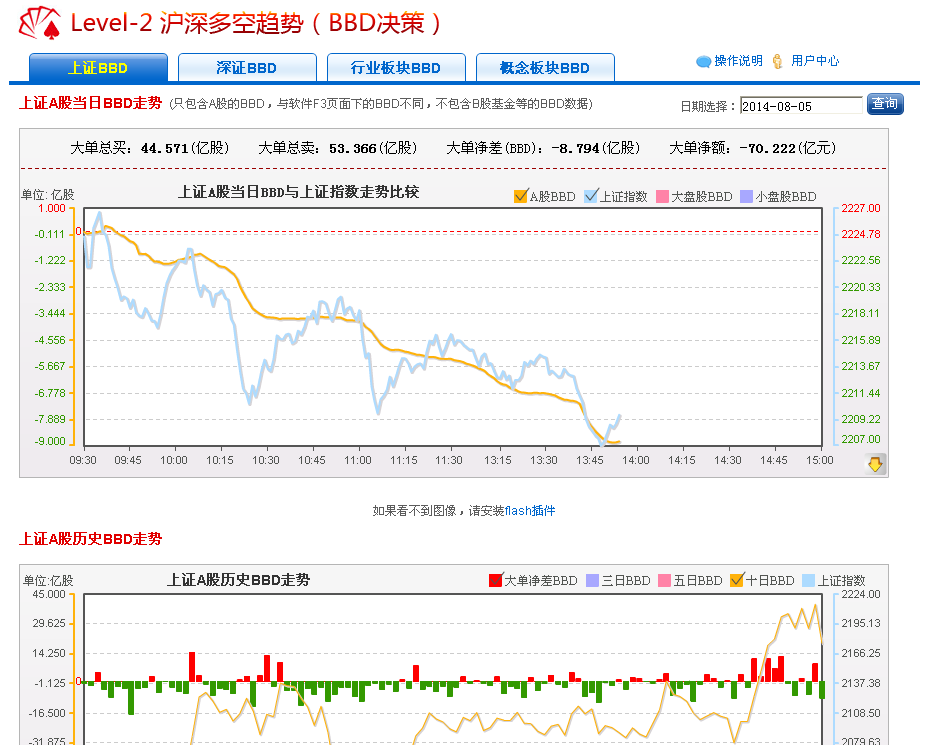 Level-2 沪深多空趋势（BBD决策）
上证BBD 深证BBD 行业板块BBD 概念板块BBD 操作说明 用户中心
上证A股当日BBD走势 (只包含A股的BBD，与软件F3页面下的BBD不同，不包含B股基金等的BBD数据) 日期选择： 2014-08-05 查询
大单总买：44.571(亿股) 大单总卖：53.366(亿股) 大单净差(BBD)：-8.794(亿股) 大单净额：-70.222(亿元)
单位: 亿股 上证A股当日BBD与上证指数走势比较 A股BBD 上证指数 大盘股BBD 小盘股BBD
1.000 2227.00
-0.111 0 2224.78
-1.222 2222.56
-2.333 2220.33
-3.444 2218.11
-4.556 2215.89
-5.667 2213.67
-6.778 2211.44
-7.889 2209.22
-9.000 2207.00
09:30 09:45 10:00 10:15 10:30 10:45 11:00 11:15 11:30 13:15 13:30 13:45 14:00 14:15 14:30 14:45 15:00
如果看不到图像，请安装flash插件
上证A股历史BBD走势
单位:亿股 上证A股历史BBD走势 大单净差BBD 三日BBD 五日BBD 十日BBD 上证指数
45.000 2224.00
29.625 2195.13
14.250 2166.25
-1.125 0 2137.38
-16.500 2108.50
-31.875 2079.63